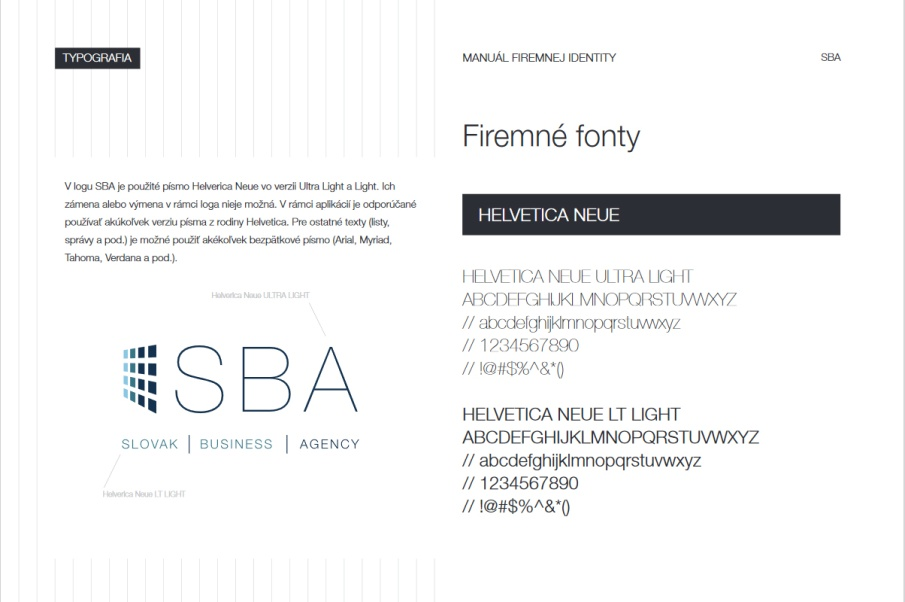 TYPOGRAFIA
MANUÁL FIREMNEJ IDENTITY
SBA
Firemné fonty
V logu SBA je použité písmo Helverica Neue vo verzii Ultra Light a Light. Ich
zámena alebo výmena v rámci loga nieje možná. V rámci aplikácií je odporúčané
používať akúkoľvek verziu písma z rodiny Helvetica. Pre ostatné texty (listy,
správy a pod.) je možné použiť akékoľvek bezpätkové písmo (Arial, Myriad,
Tahoma, Verdana a pod.).
Helverica Neue ULTRA LIGHT
SBA
SLOVAK | BUSINESS | AGENCY
Helverica Neue LT LIGHT
HELVETICA NEUE
HELVETICA NEUE ULTRA LIGHT
ABCDEFGHIJKLMNOPQRSTUVWXYZ
// abcdefghijklmnopqrstuvwxyz
// 1234567890
// !@#$%^&*()
HELVETICA NEUE LT LIGHT
ABCDEFGHIJKLMNOPQRSTUVWXYZ
// abcdefghijklmnopqrstuvwxyz
// 1234567890
// !@#$%^&*()